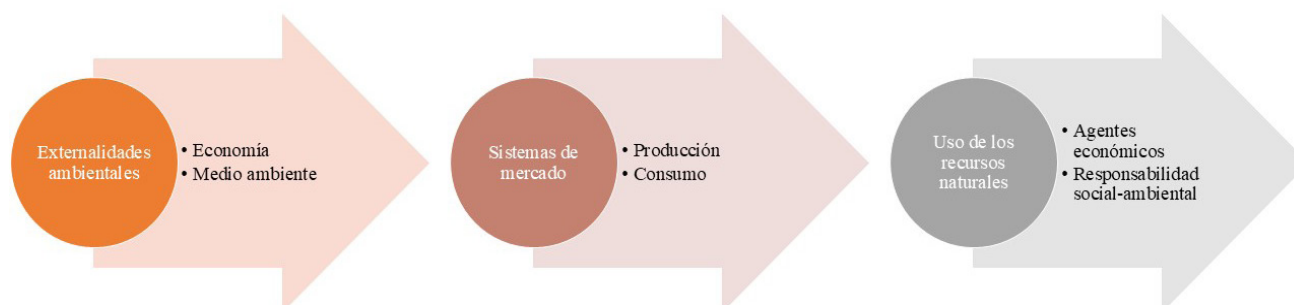 Externalidades
ambientales
• Economía
• Medio ambiente
Sistemas de
mercado
• Producción
• Consumo
Uso de los
recursos
naturales
• Agentes
económicos
• Responsabilidad
social-ambiental